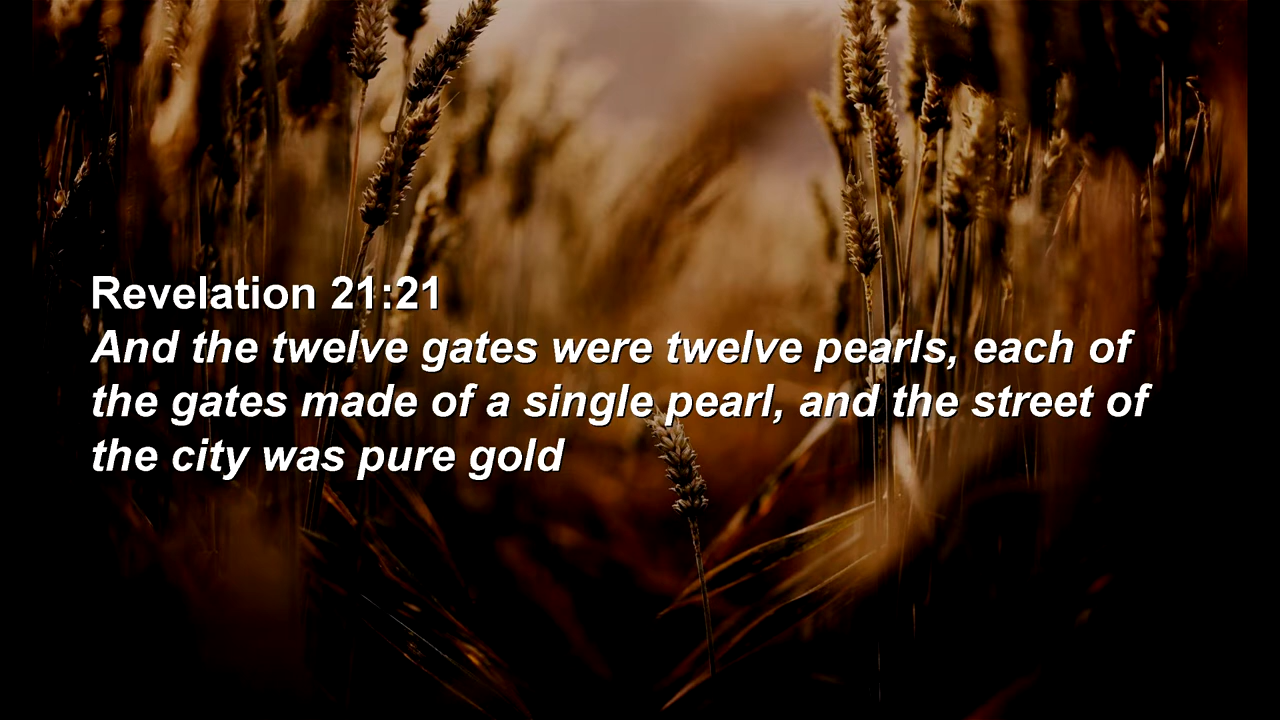 Revelation 21:21
And the twelve gates were twelve pearls, each of
the gates made of a single pearl, and the street of
the city was pure gold